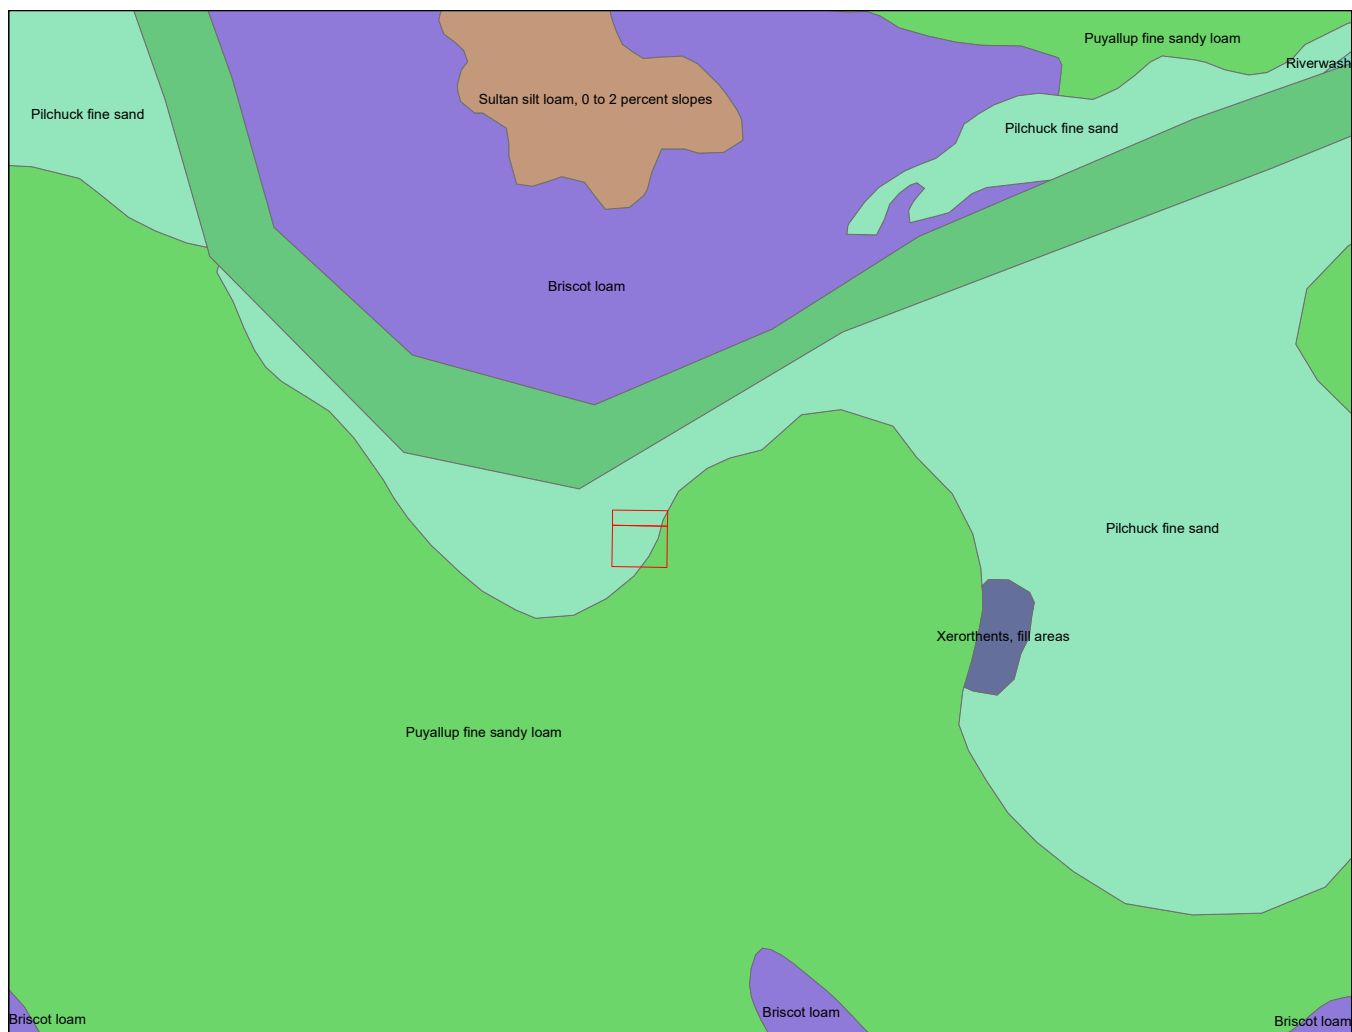 Puyallup fine sandy loam
Riverwash
Sultan silt loam, 0 to 2 percent slopes
Pilchuck fine sand
Pilchuck fine sand
Briscot loam
Pilchuck fine sand
Xerorthents, fill areas
Puyallup fine sandy loam
Briscot loam
Briscot loam
Briscot loam